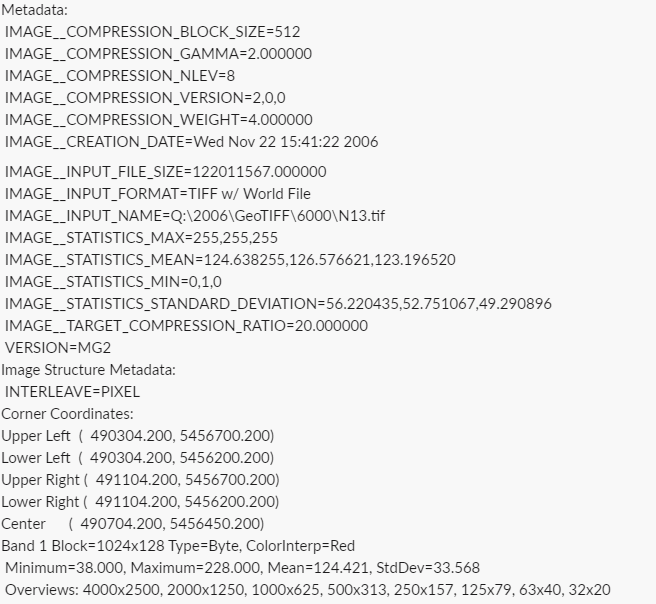 Metadata:
IMAGE__COMPRESSION_BLOCK_SIZE=512
IMAGE__COMPRESSION_GAMMA=2.000000
IMAGE__COMPRESSION_NLEV=8
IMAGE__COMPRESSION_VERSION=2,0,0
IMAGE__COMPRESSION_WEIGHT=4.000000
IMAGE__CREATION_DATE=Wed Nov 22 15:41:22 2006
IMAGE__INPUT_FILE_SIZE=122011567.000000
IMAGE__INPUT_FORMAT=TIFF w/ World File
IMAGE__INPUT_NAME=Q:\2006\GeoTIFF\6000\N13.tif
IMAGE__STATISTICS_MAX=255,255,255
IMAGE__STATISTICS_MEAN=124.638255,126.576621,123.196520
IMAGE__STATISTICS_MIN=0,1,0
IMAGE__STATISTICS_STANDARD_DEVIATION=56.220435,52.751067,49.290896
IMAGE__TARGET_COMPRESSION_RATIO=20.000000
VERSION=MG2
Image Structure Metadata:
INTERLEAVE=PIXEL
Corner Coordinates:
Upper Left ( 490304.200, 5456700.200)
Lower Left ( 490304.200, 5456200.200)
Upper Right ( 491104.200, 5456700.200)
Lower Right ( 491104.200, 5456200.200)
Center ( 490704.200, 5456450.200)
Band 1 Block=1024x128 Type=Byte, ColorInterp=Red
Minimum=38.000, Maximum=228.000, Mean=124.421, StdDev=33.568
Overviews: 4000x2500, 2000x1250, 1000x625, 500x313, 250x157, 125x79, 63x40, 32x20